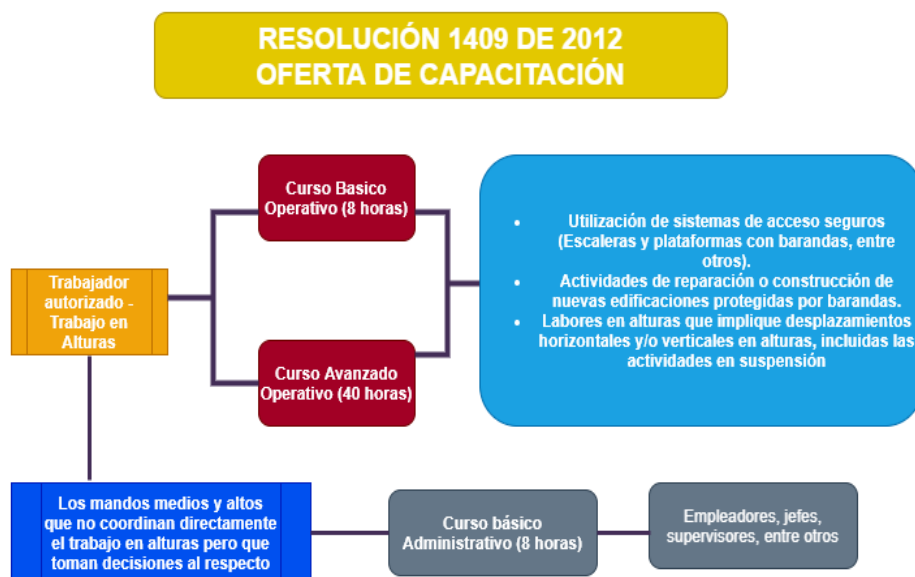 RESOLUCIÓN 1409 DE 2012
OFERTA DE CAPACITACIÓN
Curso Basico
Operativo (8 horas)
Trabajador
autorizado -
Trabajo en
Alturas
Curso Avanzado
Operativo (40 horas)
• Utilización de sistemas de acceso seguros
(Escaleras y plataformas con barandas, entre
otros).
• Actividades de reparación o construcción de
nuevas edificaciones protegidas por barandas.
• Labores en alturas que implique desplazamientos
horizontales y/o verticales en alturas, incluidas las
actividades en suspensión
Los mandos medios y altos
que no coordinan directamente
el trabajo en alturas pero que
toman decisiones al respecto
Curso básico
Administrativo (8 horas)
Empleadores, jefes,
supervisores, entre otros